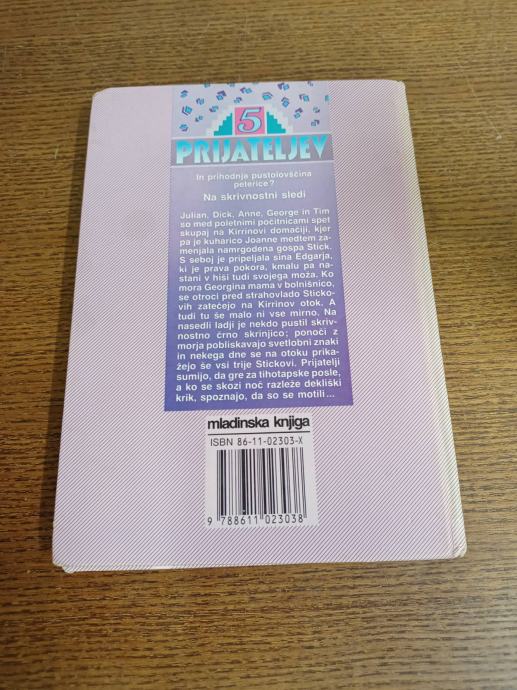 5
PRIJATELJEV
In prihodnja pustolovščina
peterice?
Na skrivnostni sledi
Julian, Dick, Anne, George in Tim
so med poletnimi počitnicami spet
skupaj na Kirrinovi domačiji, kjer
pa je kuharico Joanne medtem za-
menjala namrgodena gospa Stick.
S seboj je pripeljala sina Edgarja,
ki je prava pokora, kmalu pa na-
stani v hiši tudi svojega moža. Ko
mora Georgina mama v bolnišnico,
se otroci pred strahovlado Sticko-
vih zatečejo na Kirrinov otok. A
tudi tu še malo ni vse mirno. Na
nasedli ladji je nekdo pustil skriv-
nostno črno skrinjico; ponoči z
morja pobliskavajo svetlobni znaki
in nekega dne se na otoku prika-
žejo še vsi trije Stickovi. Prijatelji
sumijo, da gre za tihotapske posle,
a ko se skozi noč razleže dekliški
krik, spoznajo, da so se motili...
mladinska knjiga
ISBN 86-11-02303-X
9 788611 023038